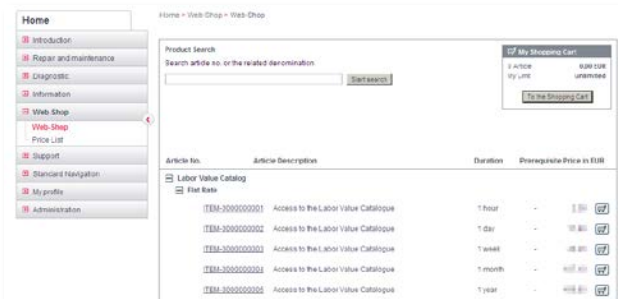 Home
Introduction
Repair and maintenance
Diagnostic
Information
Web Shop
Web-Shop
Price List
Support
Standard Navigation
My profile
Administration
Home » Web-Shop » Web-Shop
Product Search
Search article no. or the related denomination
Start search
My Shopping Cart
0 Article 0,00 EUR
My Limit unlimited
To the Shopping Cart
Article No. Article Description Duration Prerequisite Price in EUR
Labor Value Catalog
Flat Rate
ITEM-3000000001 Access to the Labor Value Catalogue 1 hour -
ITEM-3000000002 Access to the Labor Value Catalogue 1 day -
ITEM-3000000003 Access to the Labor Value Catalogue 1 week -
ITEM-3000000004 Access to the Labor Value Catalogue 1 month -
ITEM-3000000005 Access to the Labor Value Catalogue 1 year -